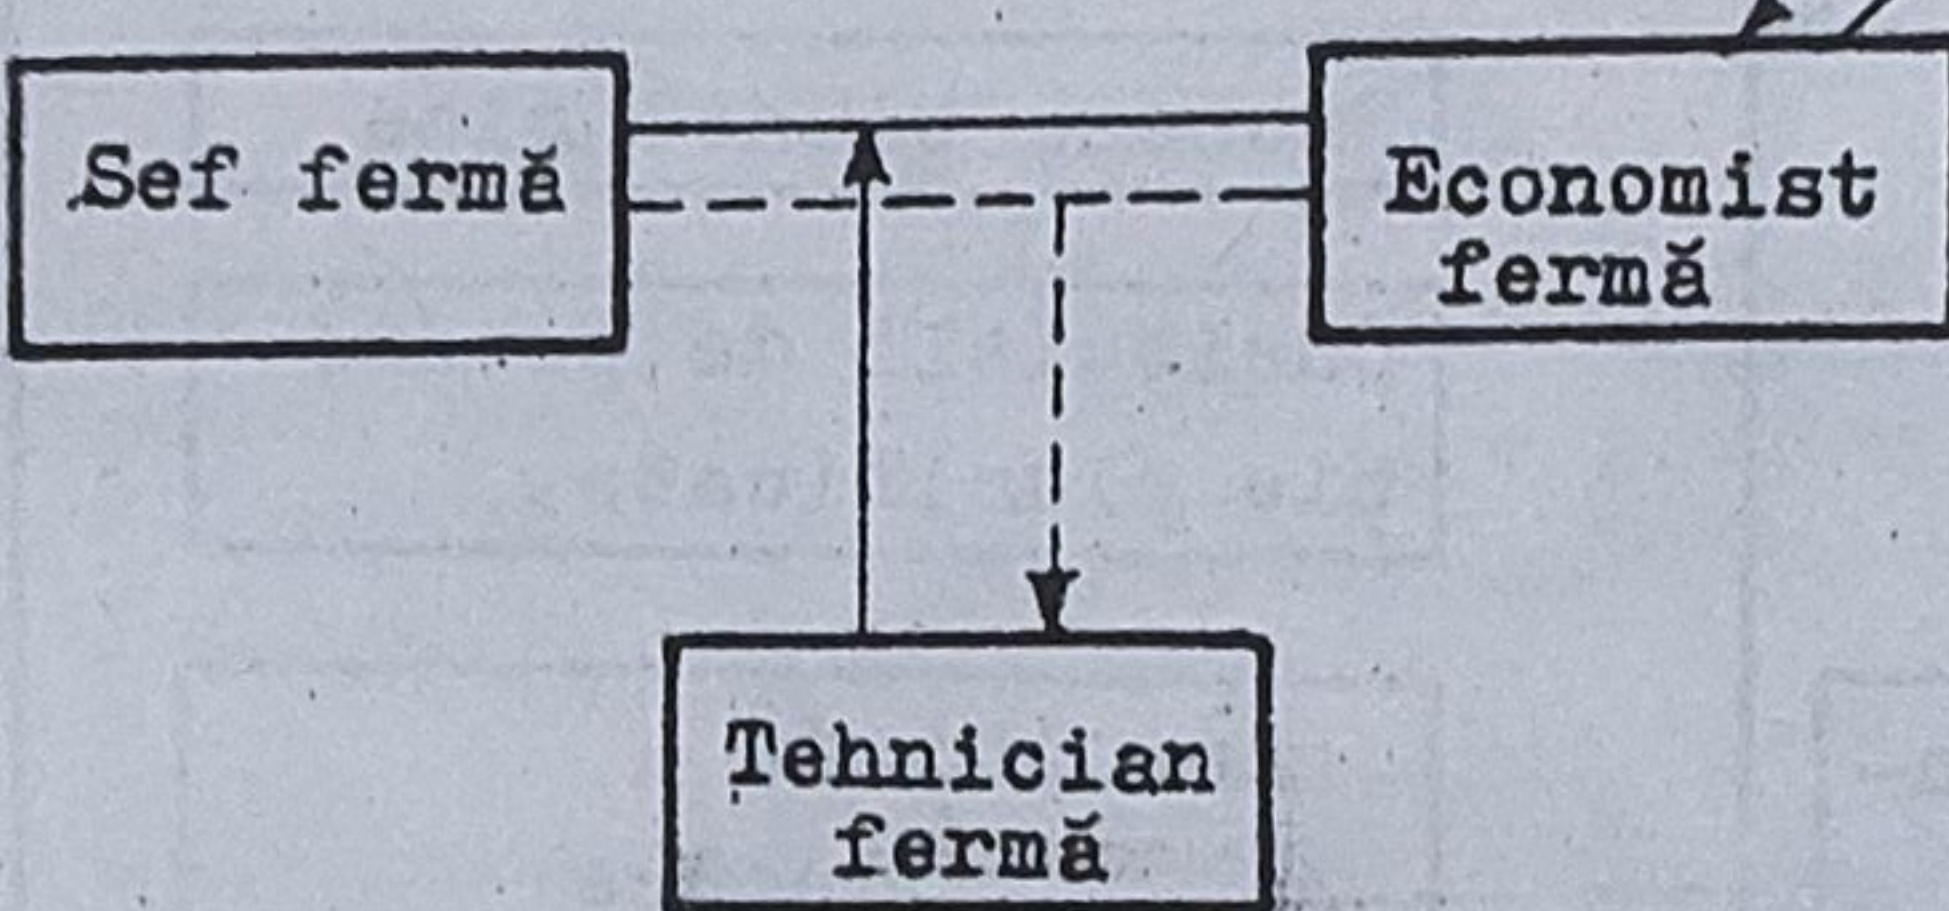 Sef fermă
Economist
fermă
Tehnician
fermă